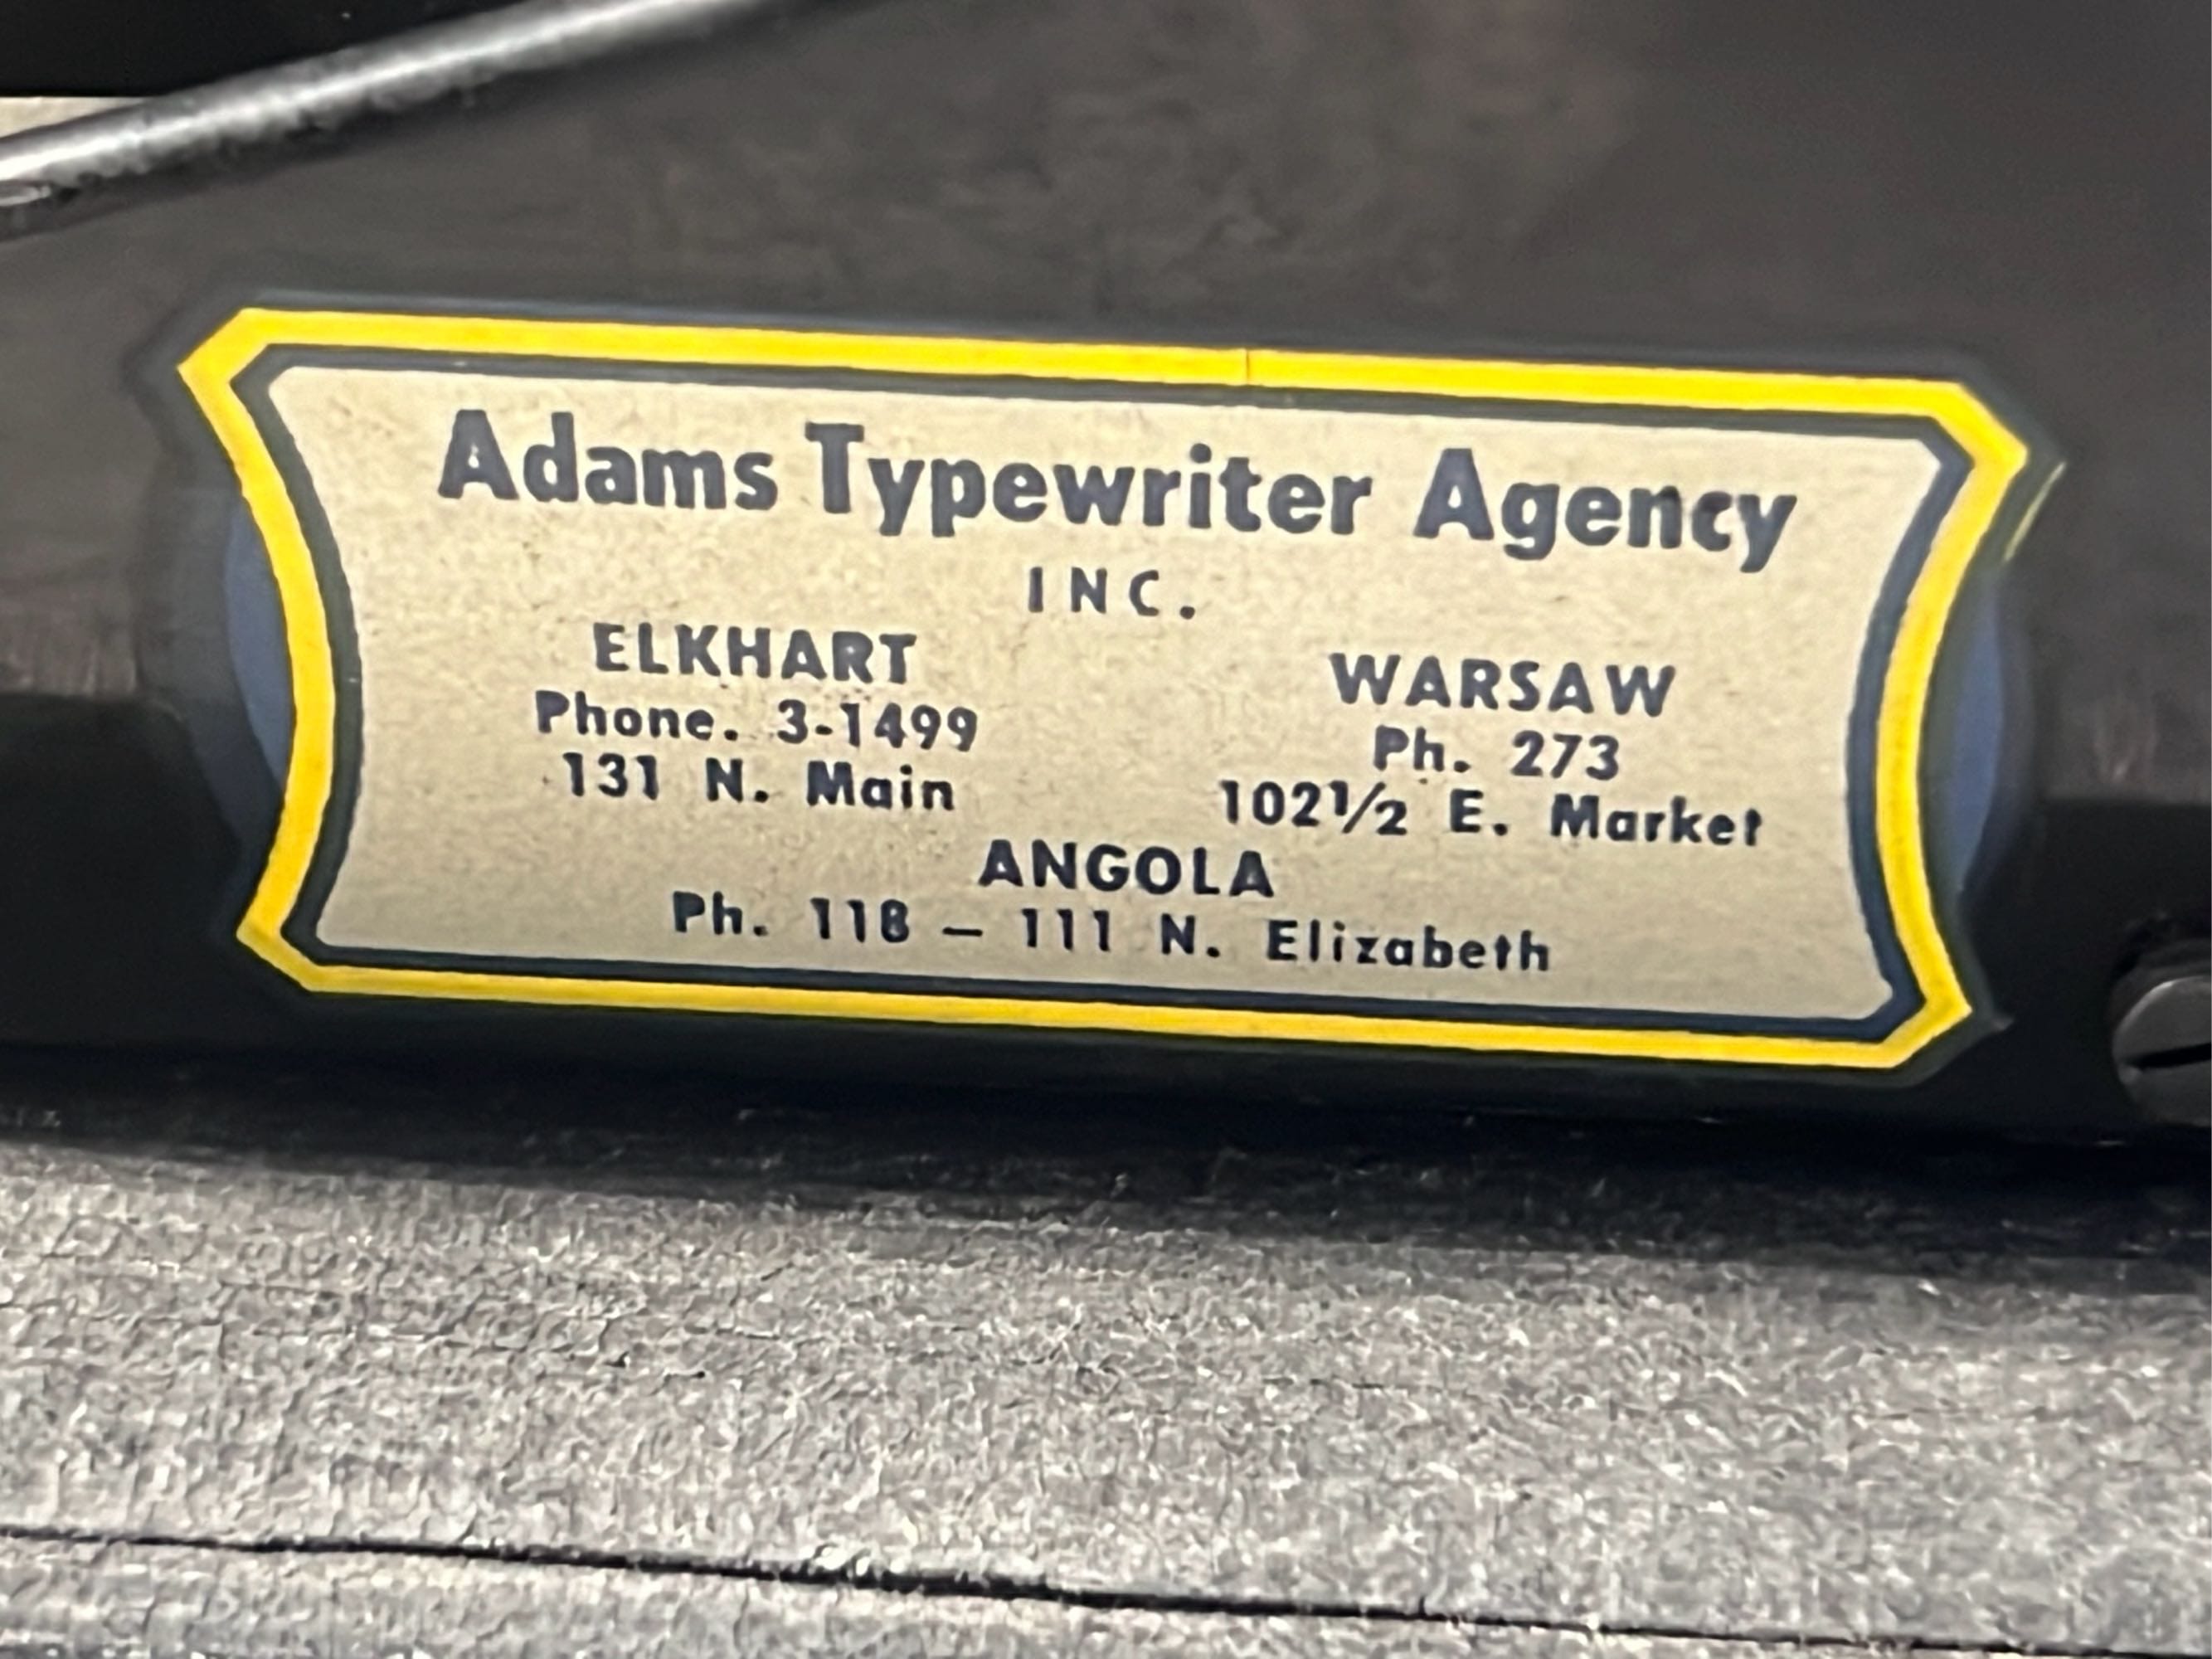 Adams Typewriter Agency
INC.
ELKHART
Phone. 3-1499
131 N. Main
WARSAW
Ph. 273
102½ E. Market
ANGOLA
Ph. 118 – 111 N. Elizabeth